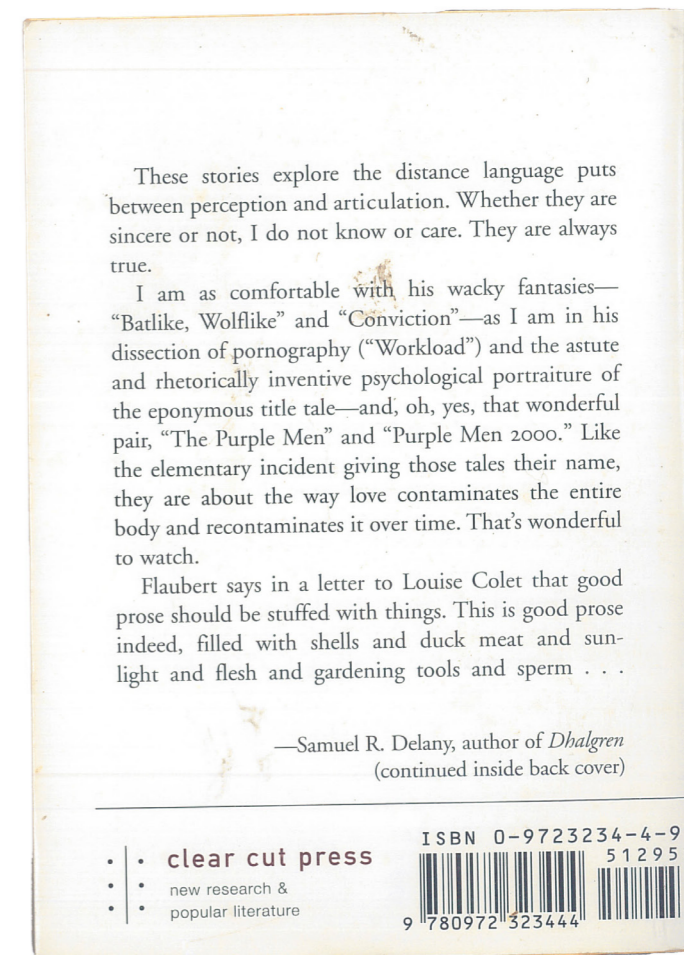 These stories explore the distance language puts
between perception and articulation. Whether they are
sincere or not, I do not know or care. They are always
true.
I am as comfortable with his wacky fantasies—
“Batlike, Wolflike” and “Conviction”—as I am in his
dissection of pornography (“Workload”) and the astute
and rhetorically inventive psychological portraiture of
the eponymous title tale—and, oh, yes, that wonderful
pair, “The Purple Men” and “Purple Men 2000.” Like
the elementary incident giving those tales their name,
they are about the way love contaminates the entire
body and recontaminates it over time. That’s wonderful
to watch.
Flaubert says in a letter to Louise Colet that good
prose should be stuffed with things. This is good prose
indeed, filled with shells and duck meat and sun-
light and flesh and gardening tools and sperm . . .
—Samuel R. Delany, author of Dhalgren
(continued inside back cover)
clear cut press
new research &
popular literature
ISBN 0-9723234-4-9
51295
9 780972 323444